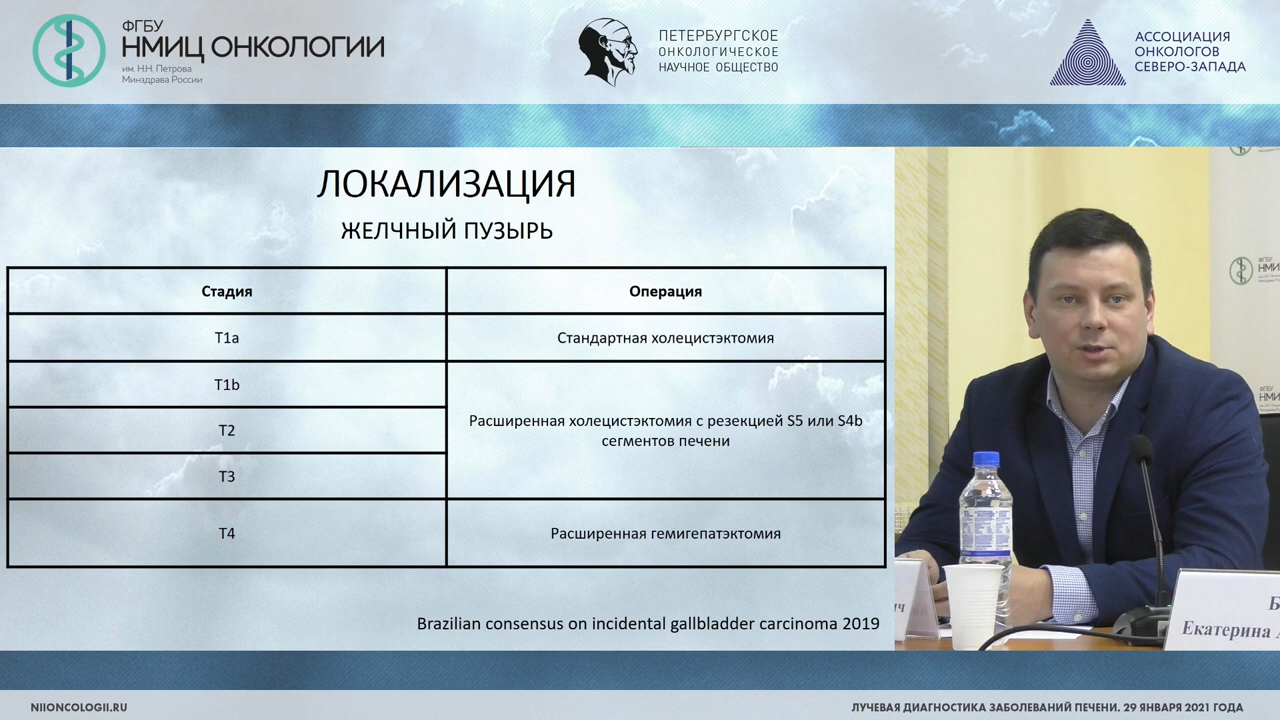 ФГБУ
НМИЦ ОНКОЛОГИИ
им. Н.Н. Петрова
Минздрава России
ПЕТЕРБУРГСКОЕ
ОНКОЛОГИЧЕСКОЕ
НАУЧНОЕ ОБЩЕСТВО
АССОЦИАЦИЯ
ОНКОЛОГОВ
СЕВЕРО-ЗАПАДА
ЛОКАЛИЗАЦИЯ
ЖЕЛЧНЫЙ ПУЗЫРЬ
Стадия
Операция
T1a
Стандартная холецистэктомия
T1b
T2
T3
Расширенная холецистэктомия с резекцией S5 или S4b
сегментов печени
T4
Расширенная гемигепатэктомия
Brazilian consensus on incidental gallbladder carcinoma 2019
ФГБУ
Екатерина
NIIONCOLOGII.RU
ЛУЧЕВАЯ ДИАГНОСТИКА ЗАБОЛЕВАНИЙ ПЕЧЕНИ. 29 ЯНВАРЯ 2021 ГОДА